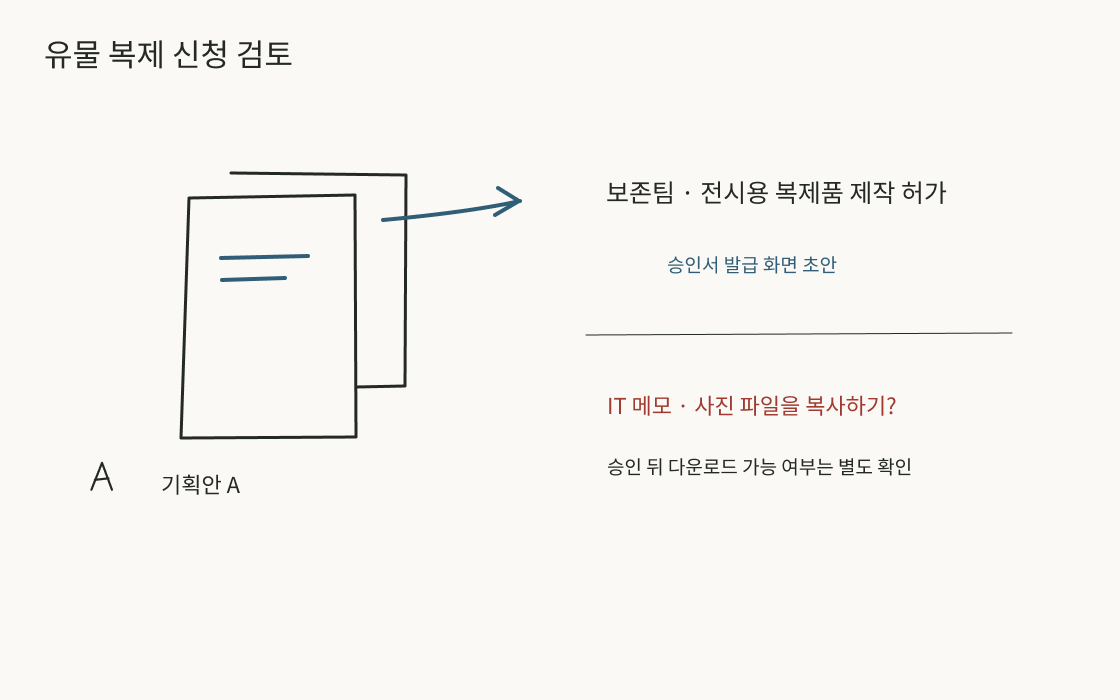 유물 복제 신청 검토
보존팀 · 전시용 복제품 제작 허가
승인서 발급 화면 초안
IT 메모 · 사진 파일을 복사하기?
승인 뒤 다운로드 가능 여부는 별도 확인
A 기획안 A